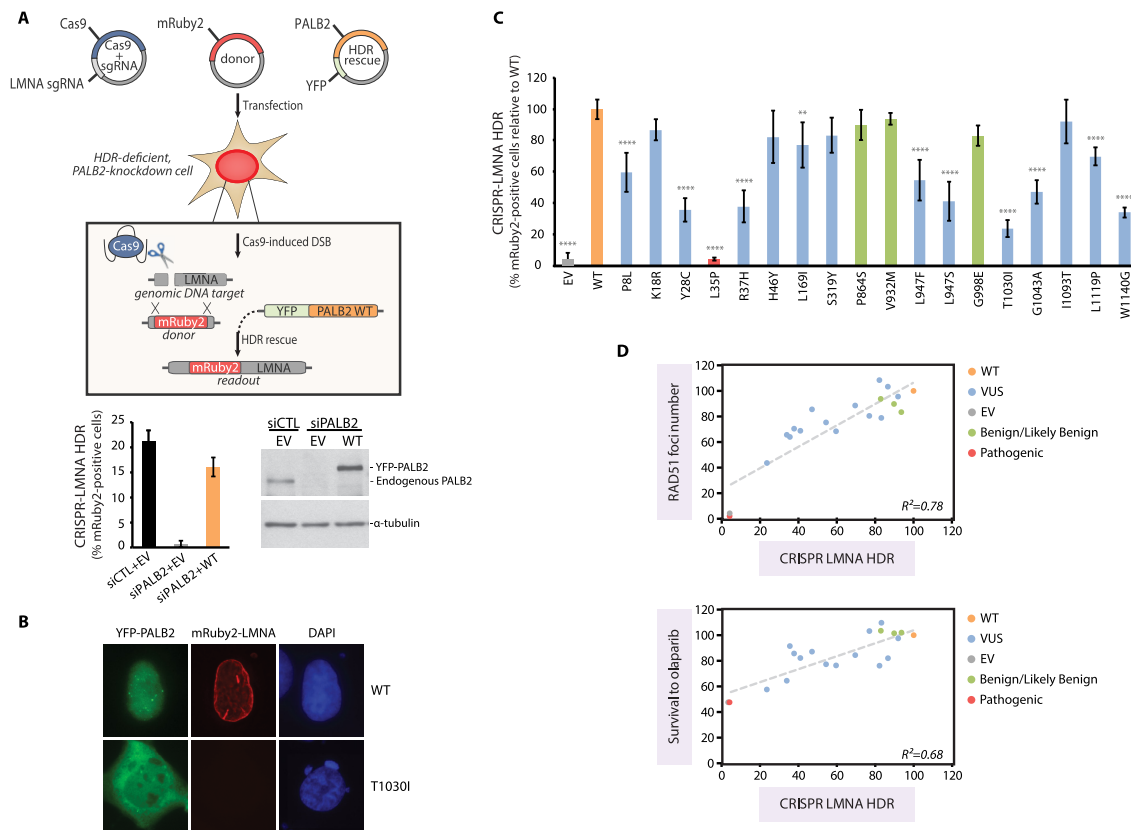 A
Cas9
Cas9
+
sgRNA
LMNA sgRNA
mRuby2
donor
PALB2
HDR
rescue
YFP
Transfection
HDR-deficient,
PALB2-knockdown cell
Cas9
Cas9-induced DSB
LMNA
genomic DNA target
mRuby2
donor
YFP
PALB2 WT
HDR rescue
mRuby2
LMNA
readout
CRISPR-LMNA HDR
(% mRuby2-positive cells)
25
20
15
10
5
0
siCTL+EV
siPALB2+EV
siPALB2+WT
siCTL
siPALB2
EV
EV
WT
- YFP-PALB2
- Endogenous PALB2
-α-tubulin
B
YFP-PALB2
mRuby2-LMNA
DAPI
WT
T1030I
C
CRISPR-LMNA HDR
(% mRuby2-positive cells relative to WT)
120
100
80
60
40
20
0
****
****
****
****
****
**
****
****
****
****
****
****
EV
WT
P8L
K18R
Y28C
L35P
R37H
H46Y
L169I
S319Y
P864S
V932M
L947F
L947S
G998E
T1030I
G1043A
I1093T
L1119P
W1140G
D
RAD51 foci number
120
100
80
60
40
20
0
0
20
40
60
80
100
120
R²=0.78
CRISPR LMNA HDR
WT
VUS
EV
Benign/Likely Benign
Pathogenic
Survival to olaparib
120
100
80
60
40
20
0
0
20
40
60
80
100
120
R²=0.68
CRISPR LMNA HDR
WT
VUS
EV
Benign/Likely Benign
Pathogenic